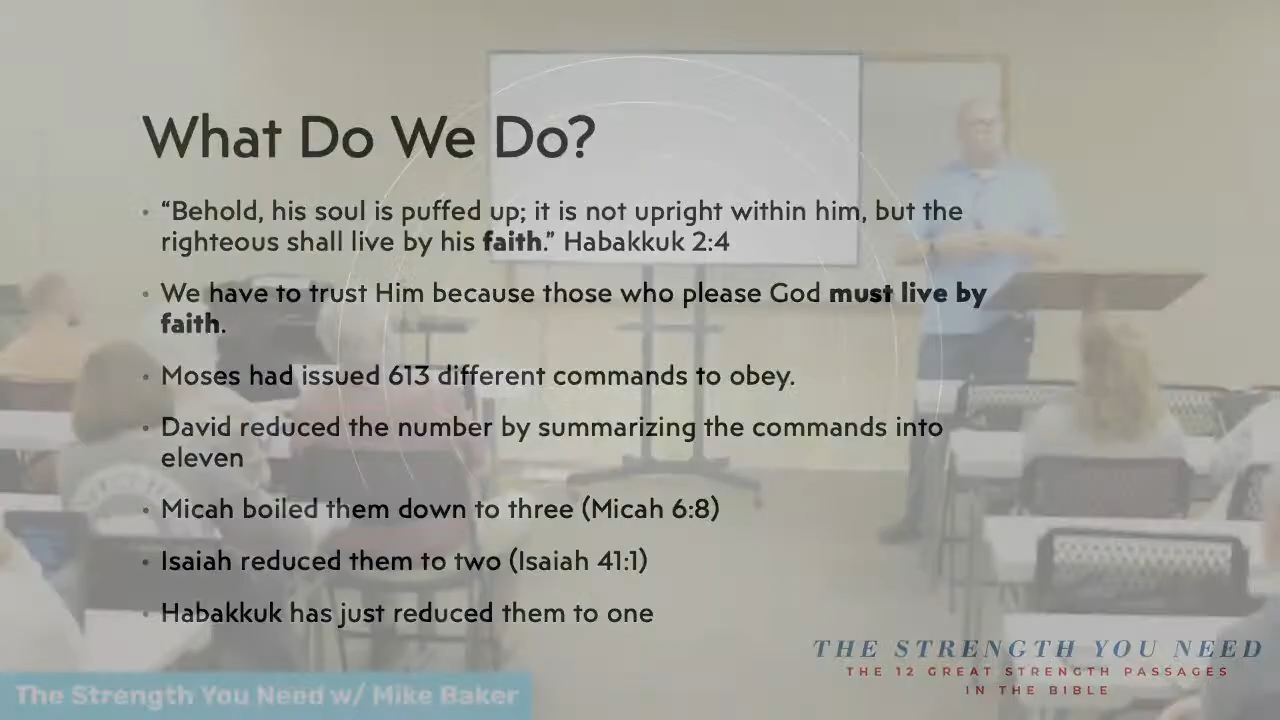 What Do We Do?
• “Behold, his soul is puffed up; it is not upright within him, but the
righteous shall live by his faith.” Habakkuk 2:4
• We have to trust Him because those who please God must live by
faith.
• Moses had issued 613 different commands to obey.
• David reduced the number by summarizing the commands into
eleven
• Micah boiled them down to three (Micah 6:8)
• Isaiah reduced them to two (Isaiah 41:1)
• Habakkuk has just reduced them to one
THE STRENGTH YOU NEED
THE 12 GREAT STRENGTH PASSAGES
IN THE BIBLE
The Strength You Need w/ Mike Baker